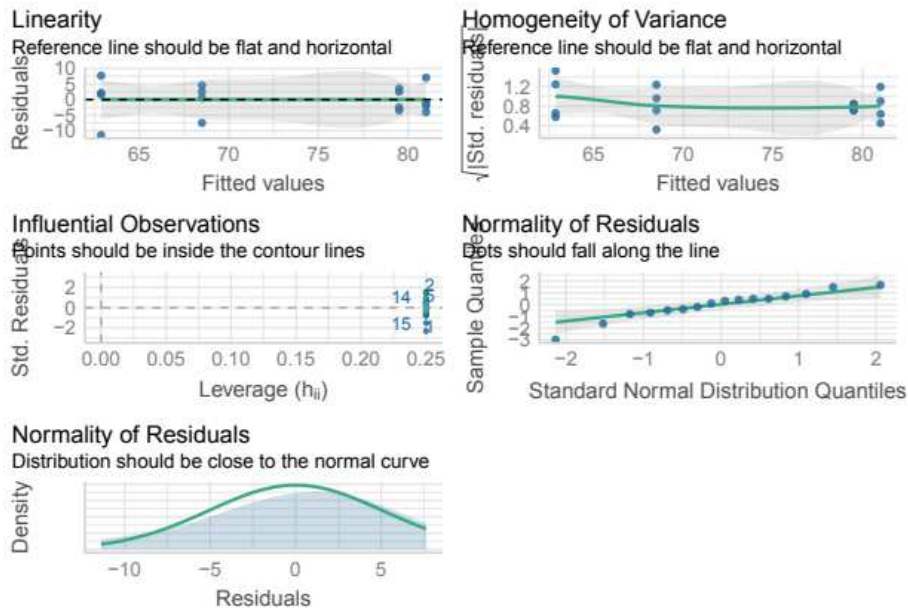 Linearity
Reference line should be flat and horizontal
Residuals
10
5
0
−5
−10
65
70
75
80
Fitted values
Homogeneity of Variance
Reference line should be flat and horizontal
√|Std. residuals|
1.2
0.8
0.4
65
70
75
80
Fitted values
Influential Observations
Points should be inside the contour lines
Std. Residuals
2
0
−2
2
14
15
0.00
0.05
0.10
0.15
0.20
0.25
Leverage (hii)
Normality of Residuals
Dots should fall along the line
Sample Quantiles
2
1
0
−1
−2
−3
−2
−1
0
1
2
Standard Normal Distribution Quantiles
Normality of Residuals
Distribution should be close to the normal curve
Density
−10
−5
0
5
Residuals